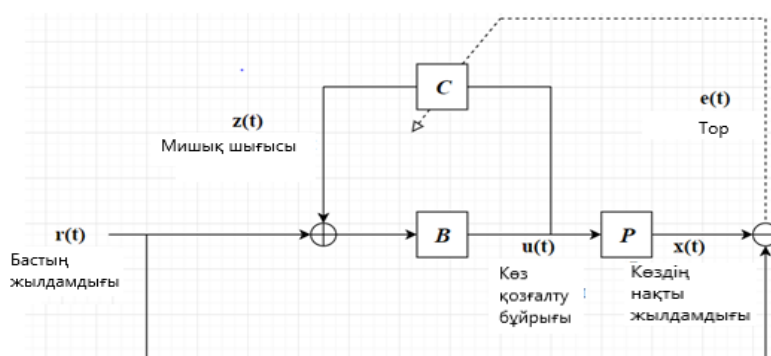 C
e(t)
Тор
z(t)
Мишық шығысы
r(t)
Бастың
жылдамдығы
B
u(t)
Көз
қозғалту
бұйрығы
P
x(t)
Көздің
нақты
жылдамдығы